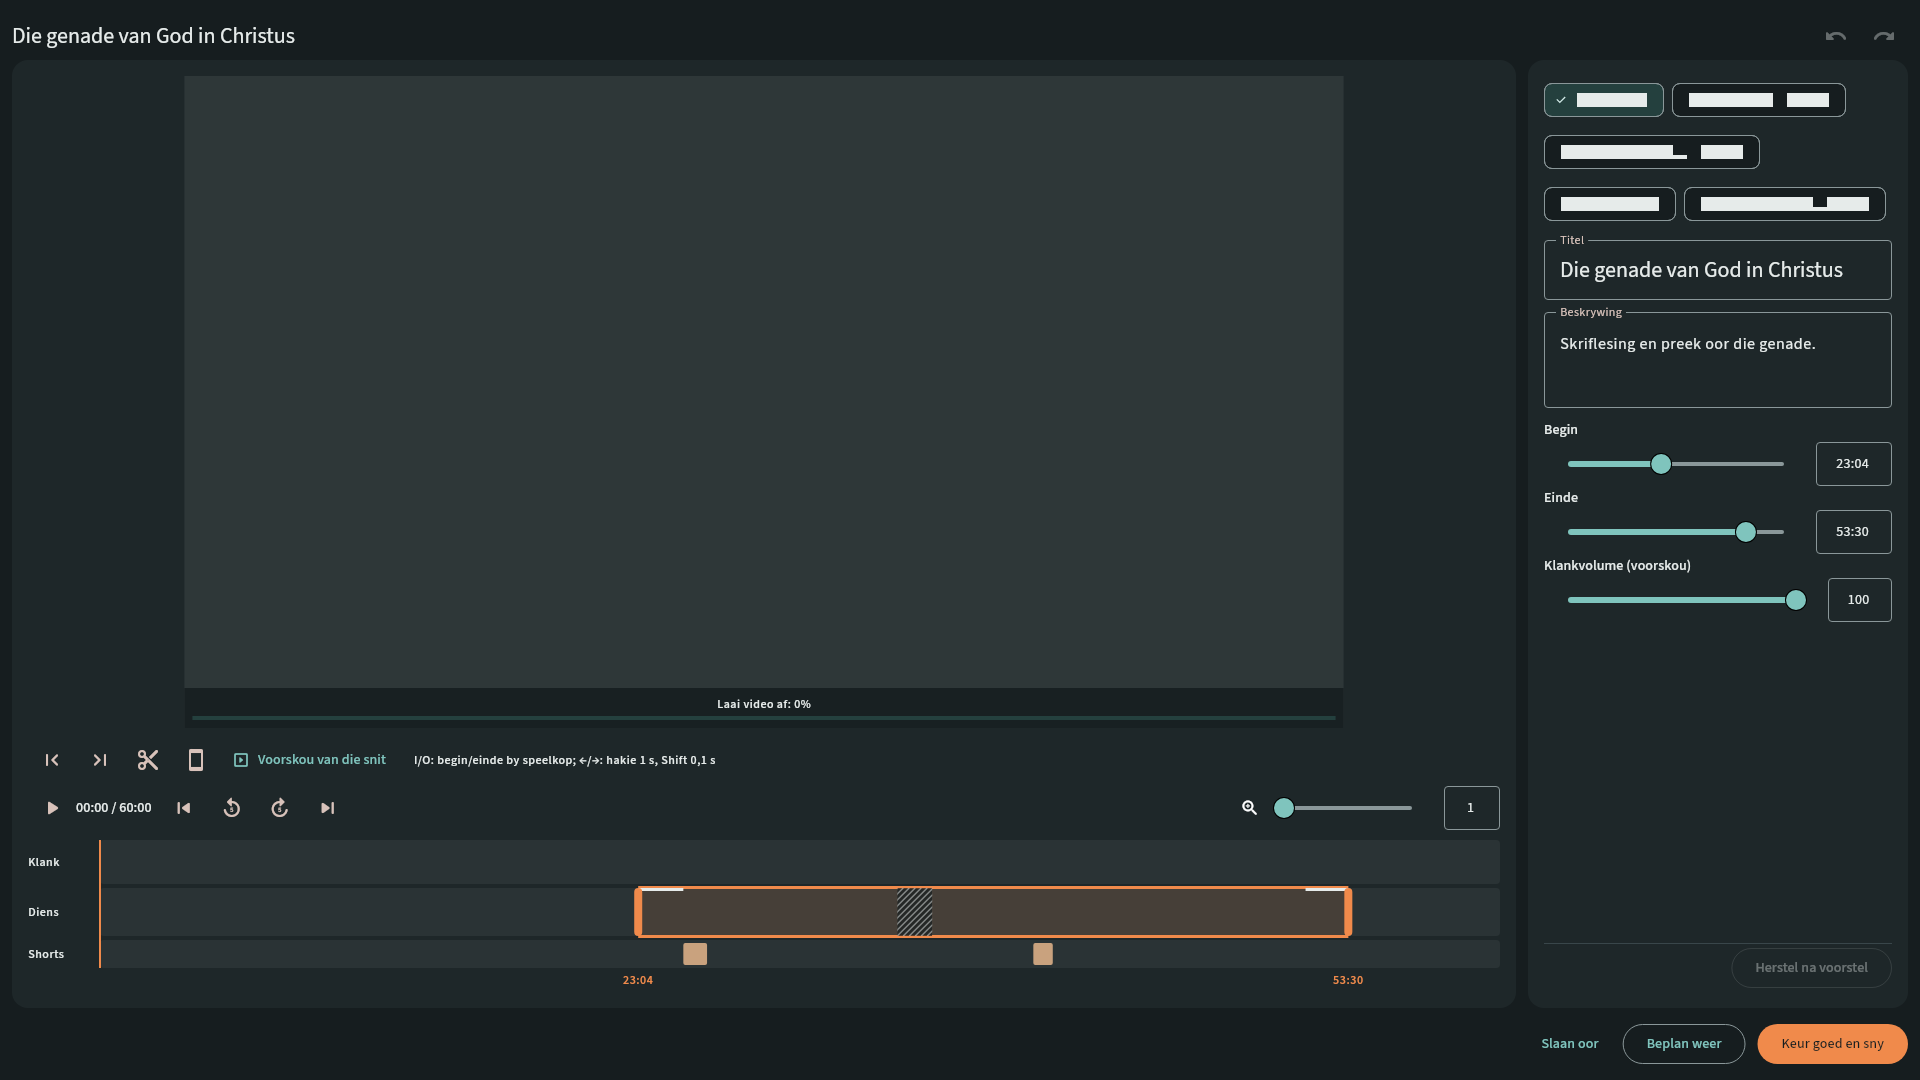 Die genade van God in Christus
Titel
Die genade van God in Christus
Beskrywing
Skriflesing en preek oor die genade.
Begin
23:04
Einde
53:30
Klankvolume (voorskou)
100
Laai video af: 0%
Voorskou van die snit
I/O: begin/einde by speelkop; ←/→: hakie 1 s, Shift 0,1 s
00:00 / 60:00
5
5
1
Klank
Diens
Shorts
23:04
53:30
Herstel na voorstel
Slaan oor
Beplan weer
Keur goed en sny